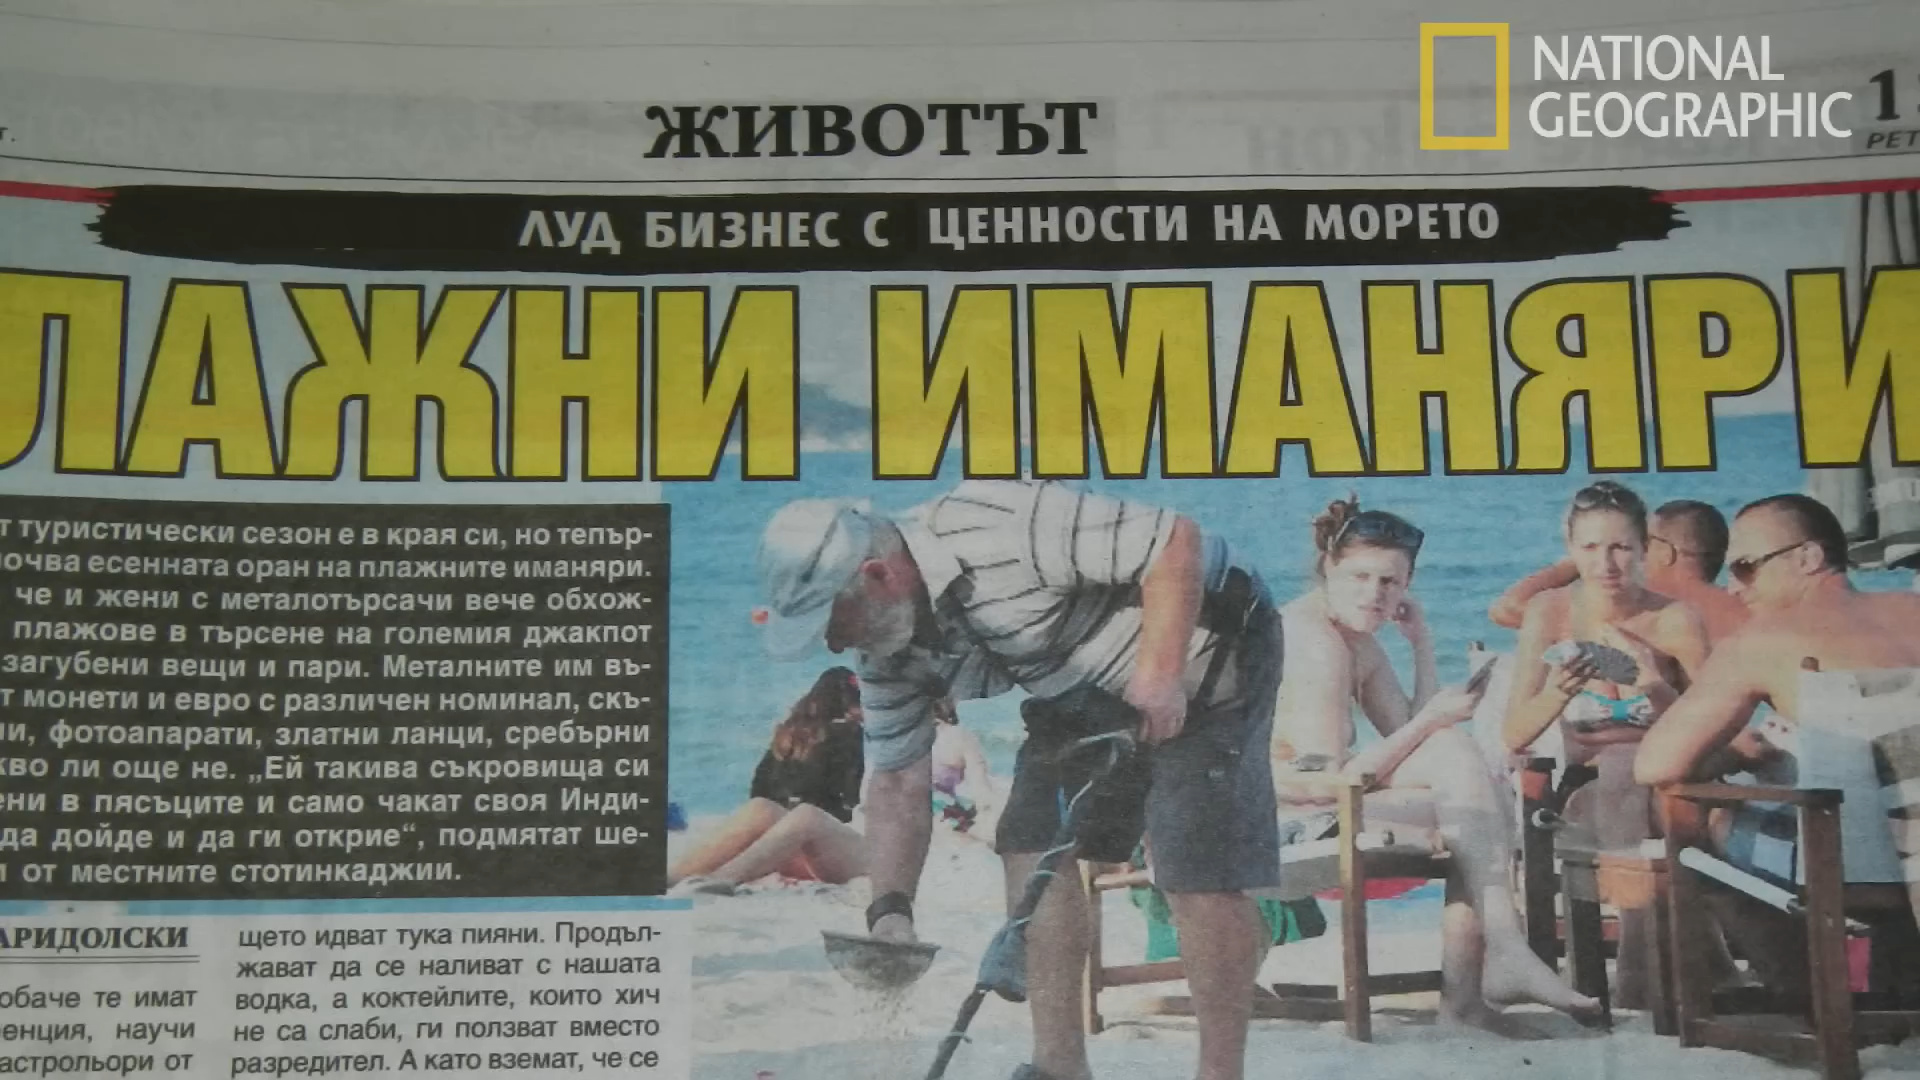 NATIONAL
GEOGRAPHIC
ЖИВОТЪТ
ЛУД БИЗНЕС С ЦЕННОСТИ НА МОРЕТО
ЛАЖНИ ИМАНЯРИ
т туристически сезон е в края си, но тепър-
есенната оран на плажните иманяри.
че и жени с металотърсачи вече обхож-
плажове в търсене на големия джакпот
загубени вещи и пари. Металните им въ-
т монети и евро с различен номинал, скъ-
фотоапарати, златни ланци, сребърни
кво ли още не. „Ей такива съкровища си
ени в пясъците и само чакат своя Инди-
да дойде и да ги открие“, подмятат ше-
от местните стотинкаджии.
АРИДОЛСКИ
обаче те имат
енция, научи
астрольори от
щето идват тука пияни. Продъл-
жават да се наливат с нашата
водка, а коктейлите, които хич
не са слаби, ги ползват вместо
разредител. А като вземат, че се